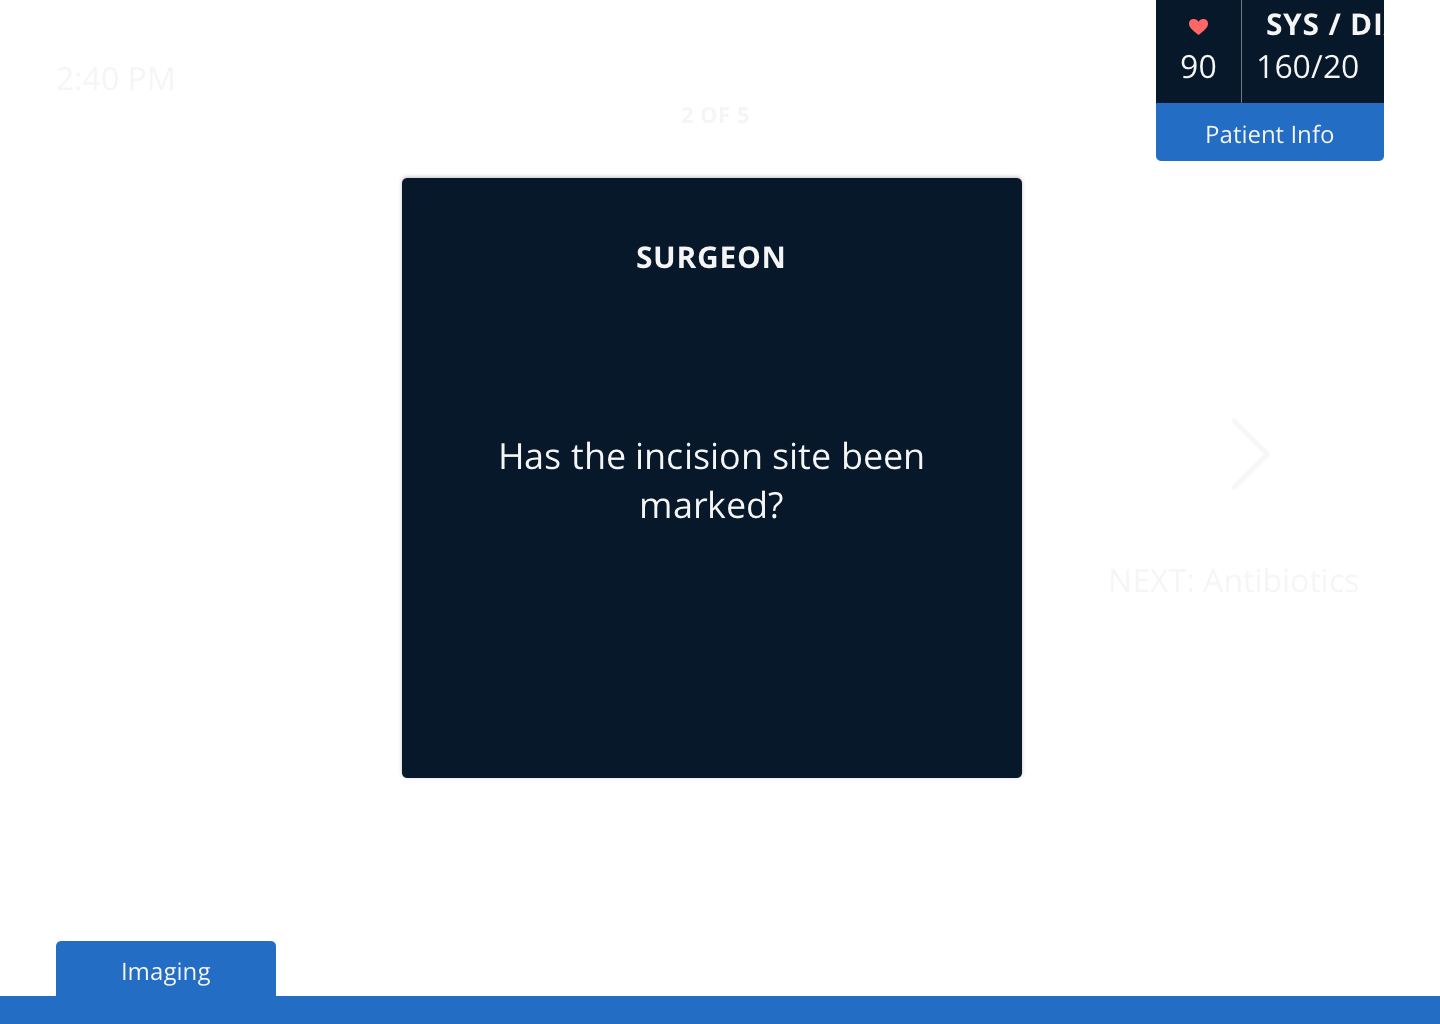 2:40 PM
2 OF 5
SYS / DI
90
160/20
Patient Info
SURGEON
Has the incision site been
marked?
NEXT: Antibiotics
Imaging